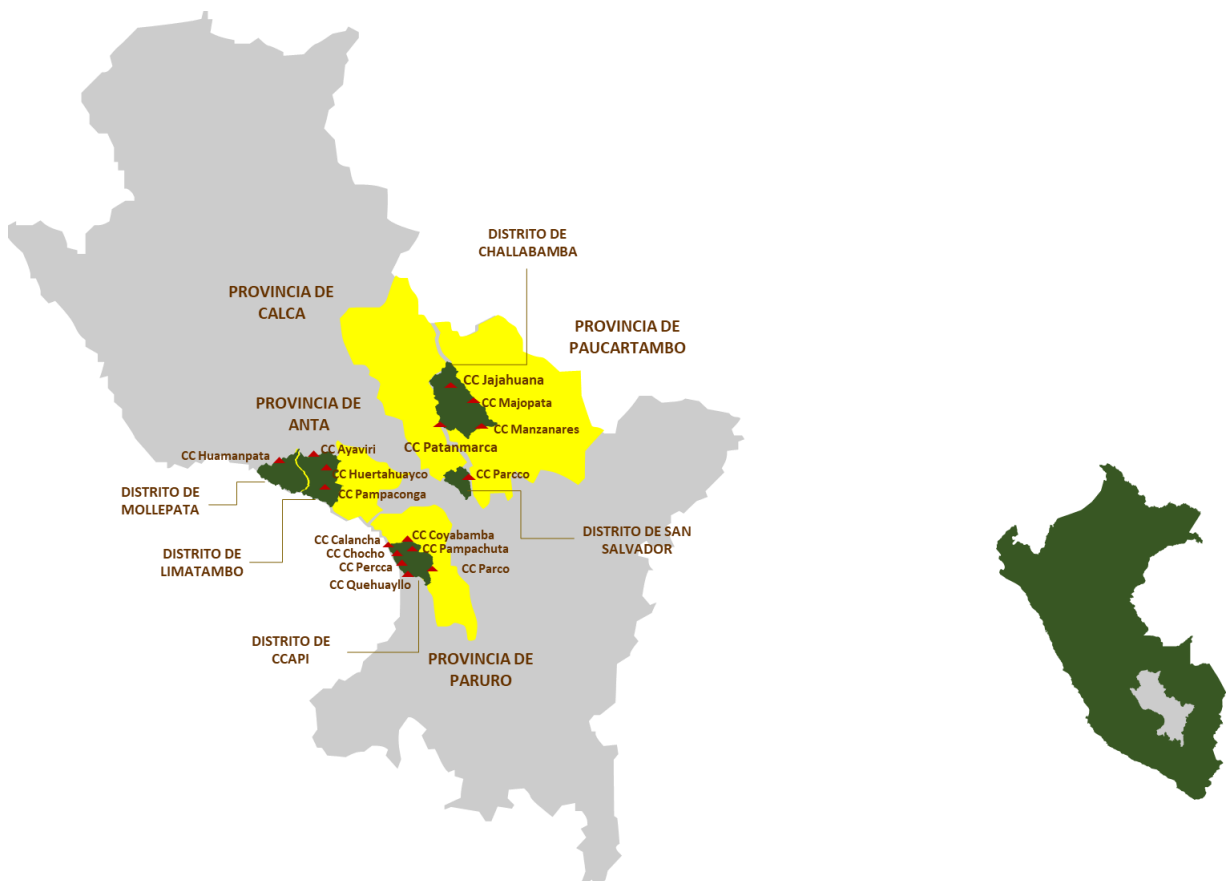 DISTRITO DE
CHALLABAMBA
PROVINCIA DE
CALCA
PROVINCIA DE
PAUCARTAMBO
CC Jajahuana
CC Majopata
CC Manzanares
CC Patanmarca
PROVINCIA DE
ANTA
CC Huamanpata
CC Ayaviri
CC Huertahuayco
CC Pampaconga
CC Parcco
DISTRITO DE
MOLLEPATA
DISTRITO DE
LIMATAMBO
DISTRITO DE SAN
SALVADOR
CC Calancha
CC Coyabamba
CC Chocho
CC Pampachuta
CC Percca
CC Parco
CC Quehuayllo
DISTRITO DE
CCAPI
PROVINCIA DE
PARURO